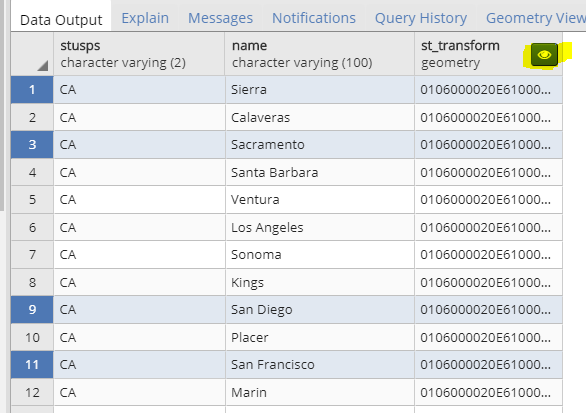 Data Output Explain Messages Notifications Query History Geometry View
stusps name st_transform
character varying (2) character varying (100) geometry
1 CA Sierra 0106000020E61000...
2 CA Calaveras 0106000020E61000...
3 CA Sacramento 0106000020E61000...
4 CA Santa Barbara 0106000020E61000...
5 CA Ventura 0106000020E61000...
6 CA Los Angeles 0106000020E61000...
7 CA Sonoma 0106000020E61000...
8 CA Kings 0106000020E61000...
9 CA San Diego 0106000020E61000...
10 CA Placer 0106000020E61000...
11 CA San Francisco 0106000020E61000...
12 CA Marin 0106000020E61000...